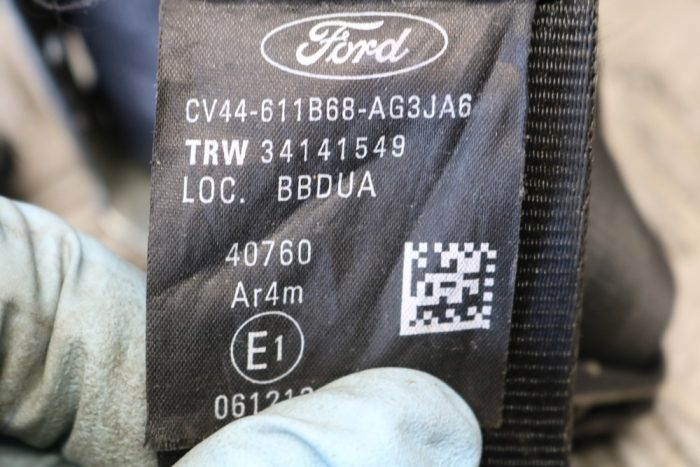 Ford
CV44-611B68-AG3JA6
TRW 34141549
LOC. BBDUA
40760
Ar4m
E1